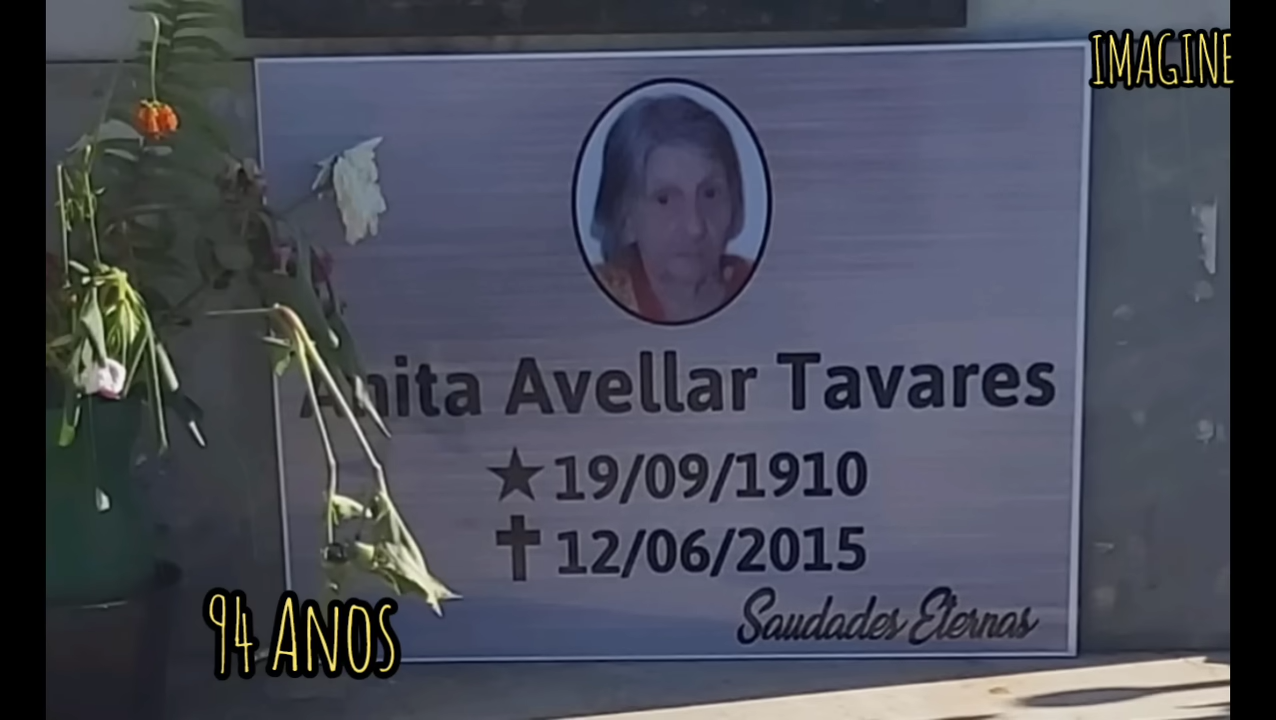 IMAGINE
Anita Avellar Tavares
★19/09/1910
✝12/06/2015
Saudades Eternas
94 ANOS